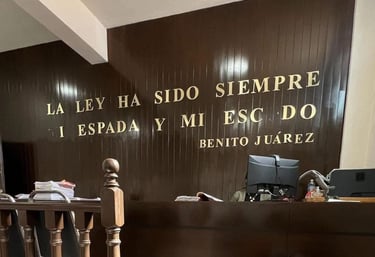 LA LEY HA SIDO SIEMPRE
I ESPADA Y MI ESC DO
BENITO JUÁREZ